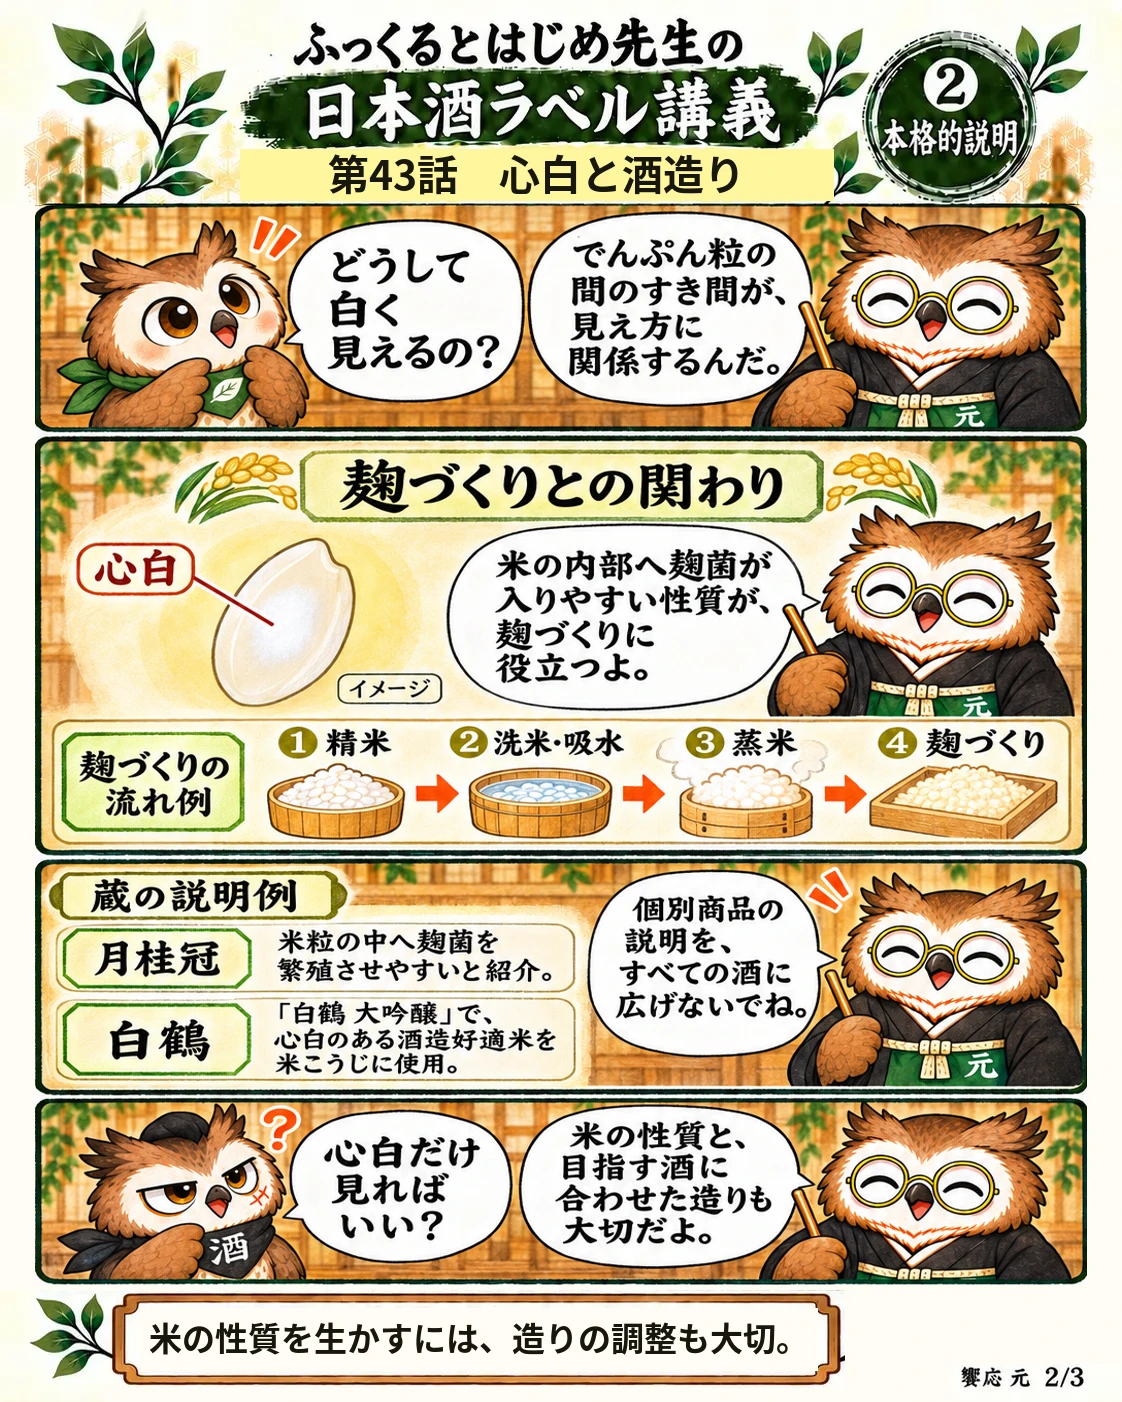 ふっくるとはじめ先生の
日本酒ラベル講義
2
本格的説明
第43話 心白と酒造り
どうして
白く
見えるの?
でんぷん粒の
間のすき間が、
見え方に
関係するんだ。
元
麹づくりとの関わり
心白
イメージ
米の内部へ麹菌が
入りやすい性質が、
麹づくりに
役立つよ。
元
麹づくりの
流れ例
1 精米
2 洗米・吸水
3 蒸米
4 麹づくり
蔵の説明例
月桂冠
米粒の中へ麹菌を
繁殖させやすいと紹介。
白鶴
「白鶴 大吟醸」で、
心白のある酒造好適米を
米こうじに使用。
個別商品の
説明を、
すべての酒に
広げないでね。
元
?
心白だけ
見れば
いい?
酒
米の性質と、
目指す酒に
合わせた造りも
大切だよ。
米の性質を生かすには、造りの調整も大切。
饗応 元 2/3